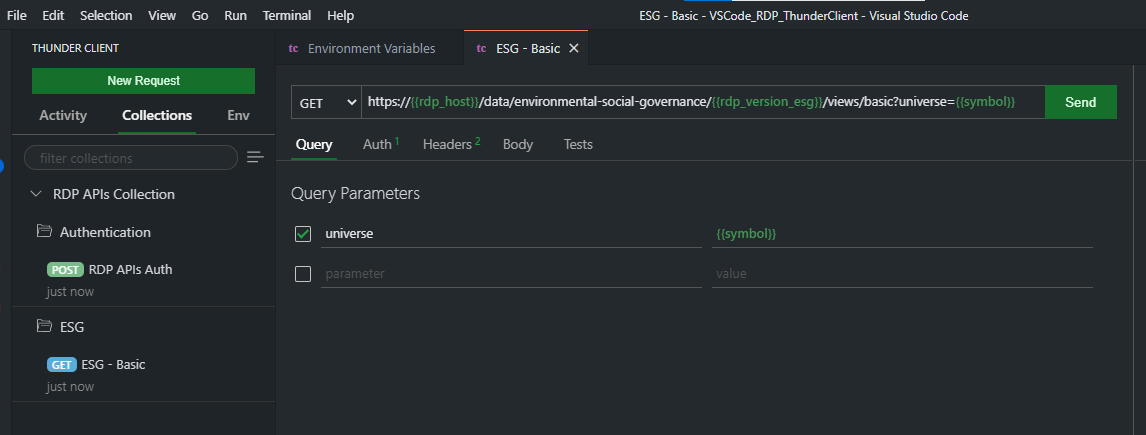 File Edit Selection View Go Run Terminal Help
ESG - Basic - VSCode_RDP_ThunderClient - Visual Studio Code
THUNDER CLIENT
New Request
Activity Collections Env
filter collections
RDP APIs Collection
Authentication
POST RDP APIs Auth
just now
ESG
GET ESG - Basic
just now
tc Environment Variables
tc ESG - Basic
GET https://{{rdp_host}}/data/environmental-social-governance/{{rdp_version_esg}}/views/basic?universe={{symbol}} Send
Query Auth 1 Headers 2 Body Tests
Query Parameters
universe {{symbol}}
parameter value